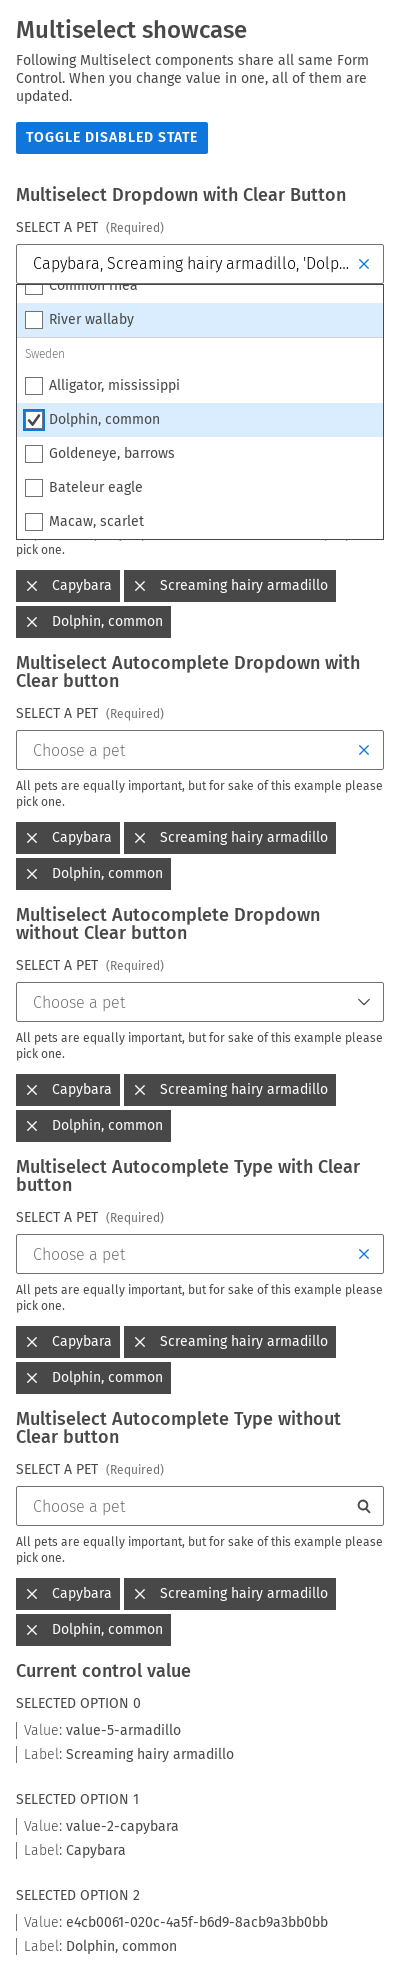 Multiselect showcase
Following Multiselect components share all same Form
Control. When you change value in one, all of them are
updated.
TOGGLE DISABLED STATE
Multiselect Dropdown with Clear Button
SELECT A PET (Required)
Capybara, Screaming hairy armadillo, 'Dolp...
Common rhea
River wallaby
Sweden
Alligator, mississippi
Dolphin, common
Goldeneye, barrows
Bateleur eagle
Macaw, scarlet
pick one.
Capybara Screaming hairy armadillo
Dolphin, common
Multiselect Autocomplete Dropdown with
Clear button
SELECT A PET (Required)
Choose a pet
All pets are equally important, but for sake of this example please
pick one.
Capybara Screaming hairy armadillo
Dolphin, common
Multiselect Autocomplete Dropdown
without Clear button
SELECT A PET (Required)
Choose a pet
All pets are equally important, but for sake of this example please
pick one.
Capybara Screaming hairy armadillo
Dolphin, common
Multiselect Autocomplete Type with Clear
button
SELECT A PET (Required)
Choose a pet
All pets are equally important, but for sake of this example please
pick one.
Capybara Screaming hairy armadillo
Dolphin, common
Multiselect Autocomplete Type without
Clear button
SELECT A PET (Required)
Choose a pet
All pets are equally important, but for sake of this example please
pick one.
Capybara Screaming hairy armadillo
Dolphin, common
Current control value
SELECTED OPTION 0
Value: value-5-armadillo
Label: Screaming hairy armadillo
SELECTED OPTION 1
Value: value-2-capybara
Label: Capybara
SELECTED OPTION 2
Value: e4cb0061-020c-4a5f-b6d9-8acb9a3bb0bb
Label: Dolphin, common